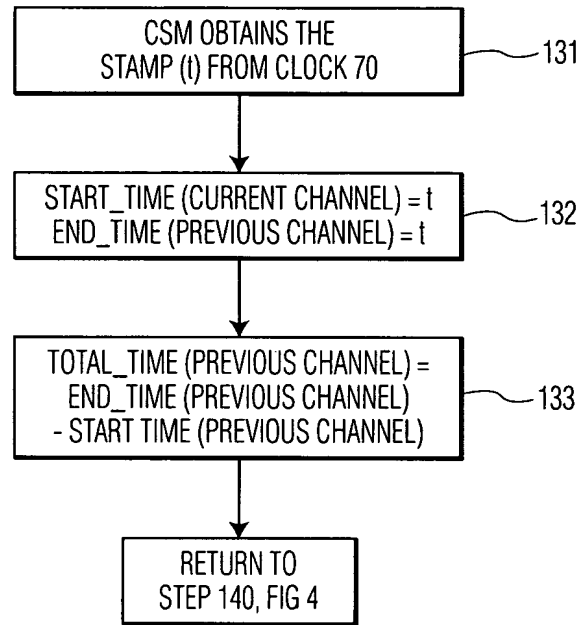 CSM OBTAINS THE
STAMP (t) FROM CLOCK 70
131
START_TIME (CURRENT CHANNEL) = t
END_TIME (PREVIOUS CHANNEL) = t
132
TOTAL_TIME (PREVIOUS CHANNEL) =
END_TIME (PREVIOUS CHANNEL)
- START TIME (PREVIOUS CHANNEL)
133
RETURN TO
STEP 140, FIG 4